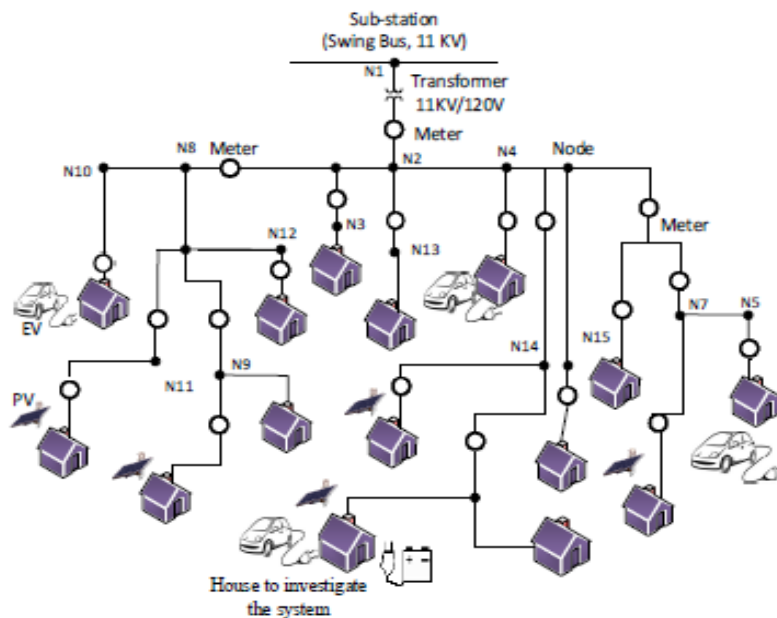 Sub-station
(Swing Bus, 11 KV)
N1
Transformer
11KV/120V
Meter
N8
Meter
N2
N4
Node
N10
N3
N12
N13
Meter
EV
N7
N5
N14
N15
N9
N11
PV
House to investigate
the system